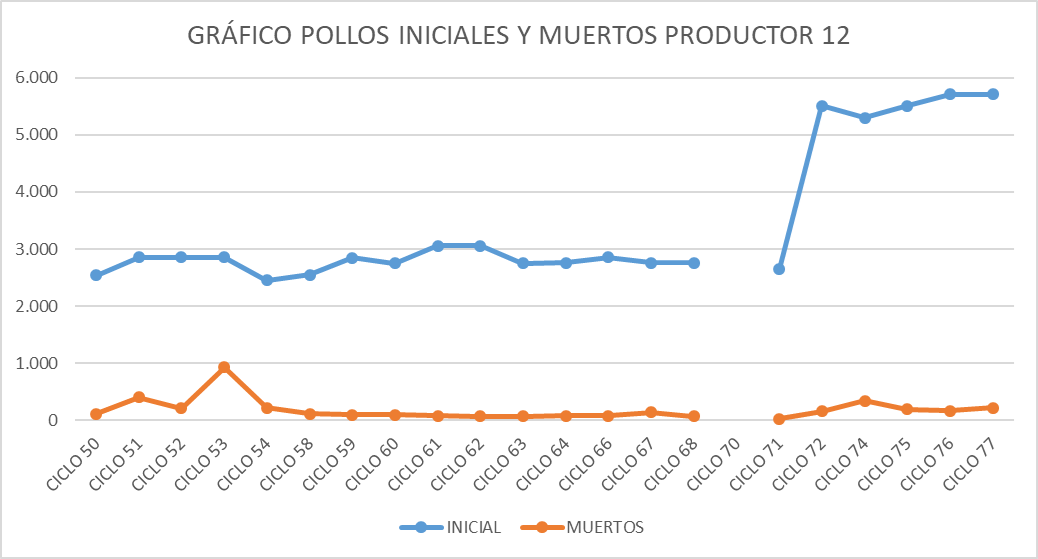 GRÁFICO POLLOS INICIALES Y MUERTOS PRODUCTOR 12
6.000
5.000
4.000
3.000
2.000
1.000
0
CICLO 50
CICLO 51
CICLO 52
CICLO 53
CICLO 54
CICLO 58
CICLO 59
CICLO 60
CICLO 61
CICLO 62
CICLO 63
CICLO 64
CICLO 66
CICLO 67
CICLO 68
CICLO 70
CICLO 71
CICLO 72
CICLO 74
CICLO 75
CICLO 76
CICLO 77
INICIAL MUERTOS